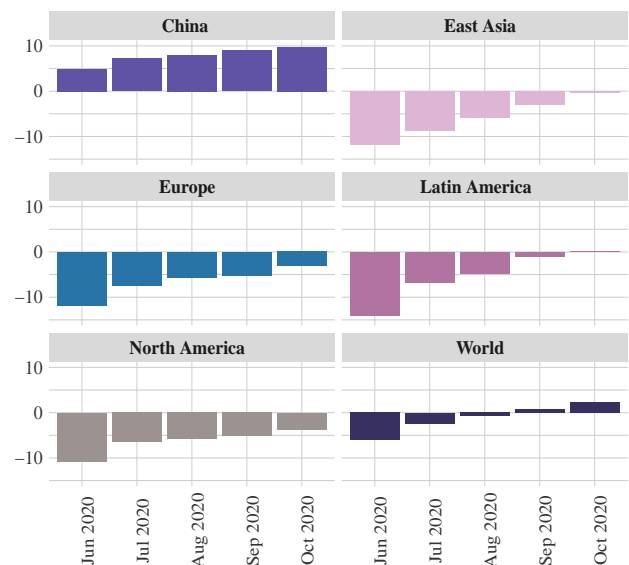 China
East Asia
10
0
−10
Europe
Latin America
10
0
−10
North America
World
10
0
−10
Jun 2020
Jul 2020
Aug 2020
Sep 2020
Oct 2020
Jun 2020
Jul 2020
Aug 2020
Sep 2020
Oct 2020